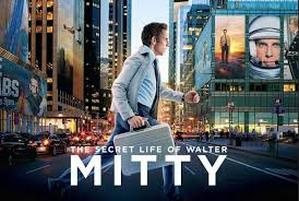 THE SECRET LIFE OF WALTER
MITTY